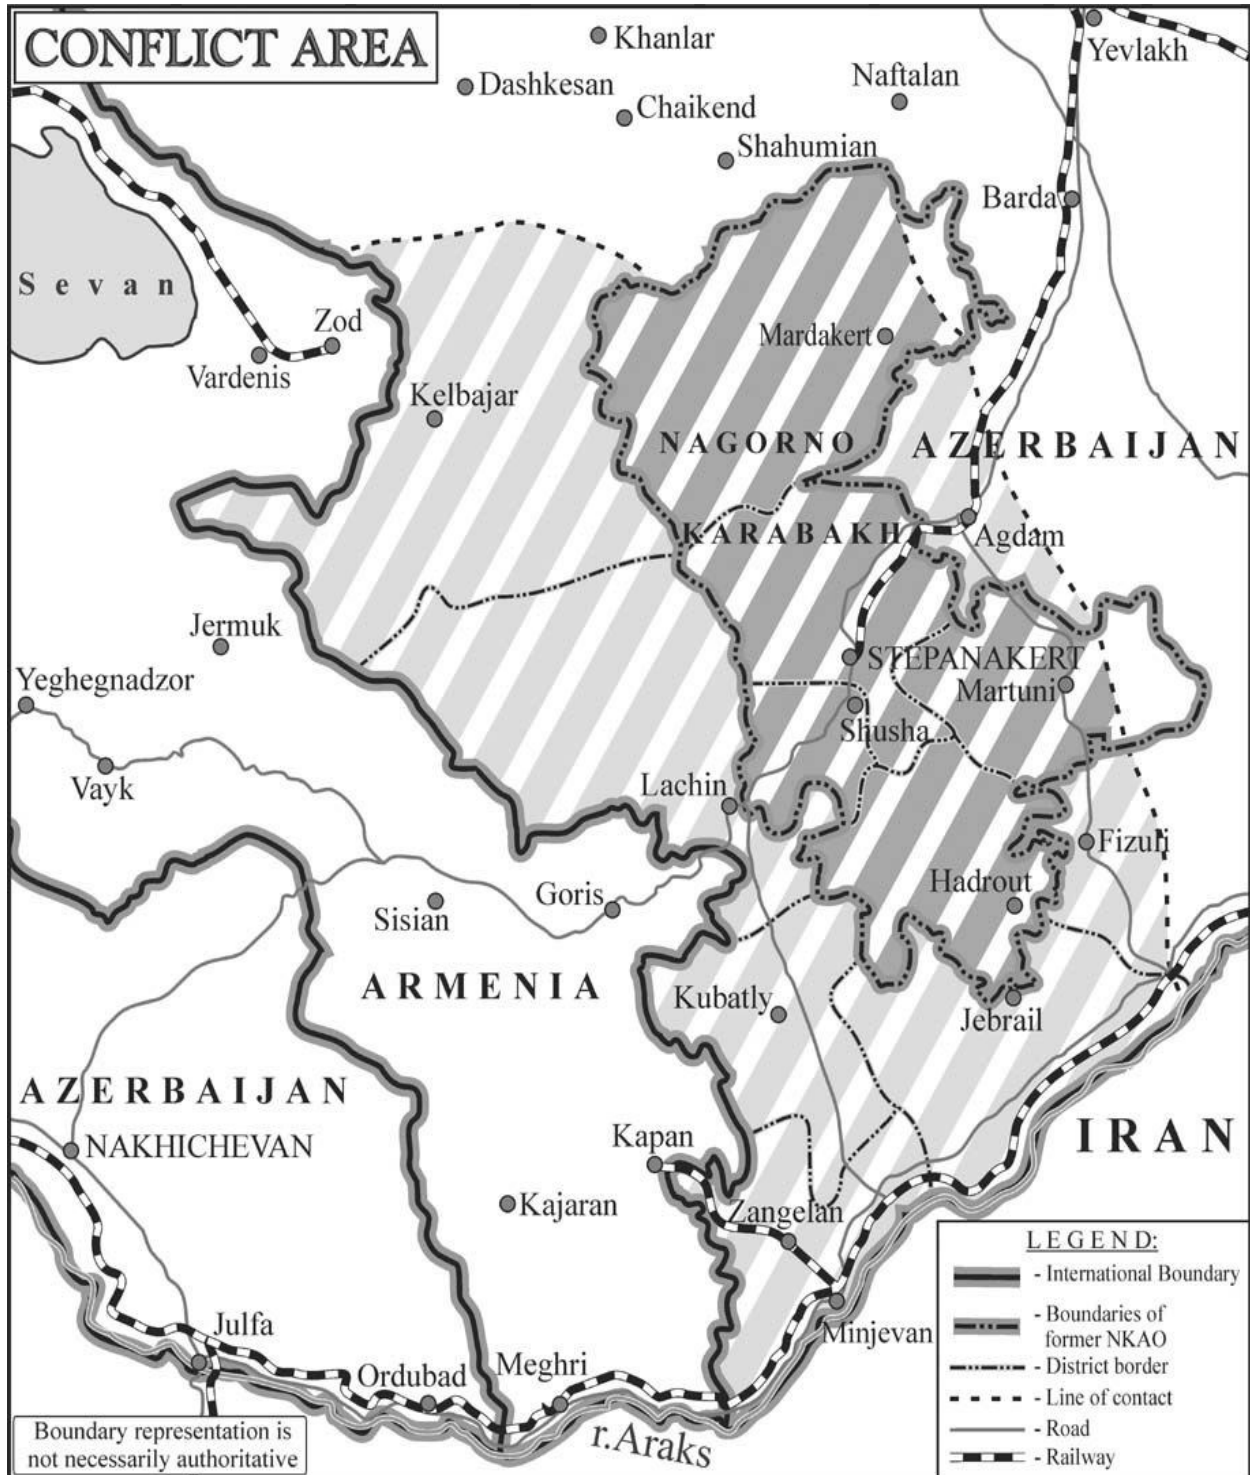 CONFLICT AREA
Khanlar
Yevlakh
Dashkesan
Naftalan
Chaikend
Shahumian
Barda
Sevan
Zod
Mardakert
Vardenis
Kelbajar
NAGORNO
AZERBAIJAN
KARABAKH
Agdam
Jermuk
STEPANAKERT
Yeghegnadzor
Martuni
Shusha
Vayk
Lachin
Fizuli
Hadrout
Goris
Sisian
ARMENIA
Kubatly
Jebrail
AZERBAIJAN
IRAN
Kapan
NAKHICHEVAN
Kajaran
Zangelan
Minjevan
Julfa
Ordubad
Meghri
r.Araks
Boundary representation is
not necessarily authoritative
LEGEND:
- International Boundary
- Boundaries of
former NKAO
- District border
- Line of contact
- Road
- Railway